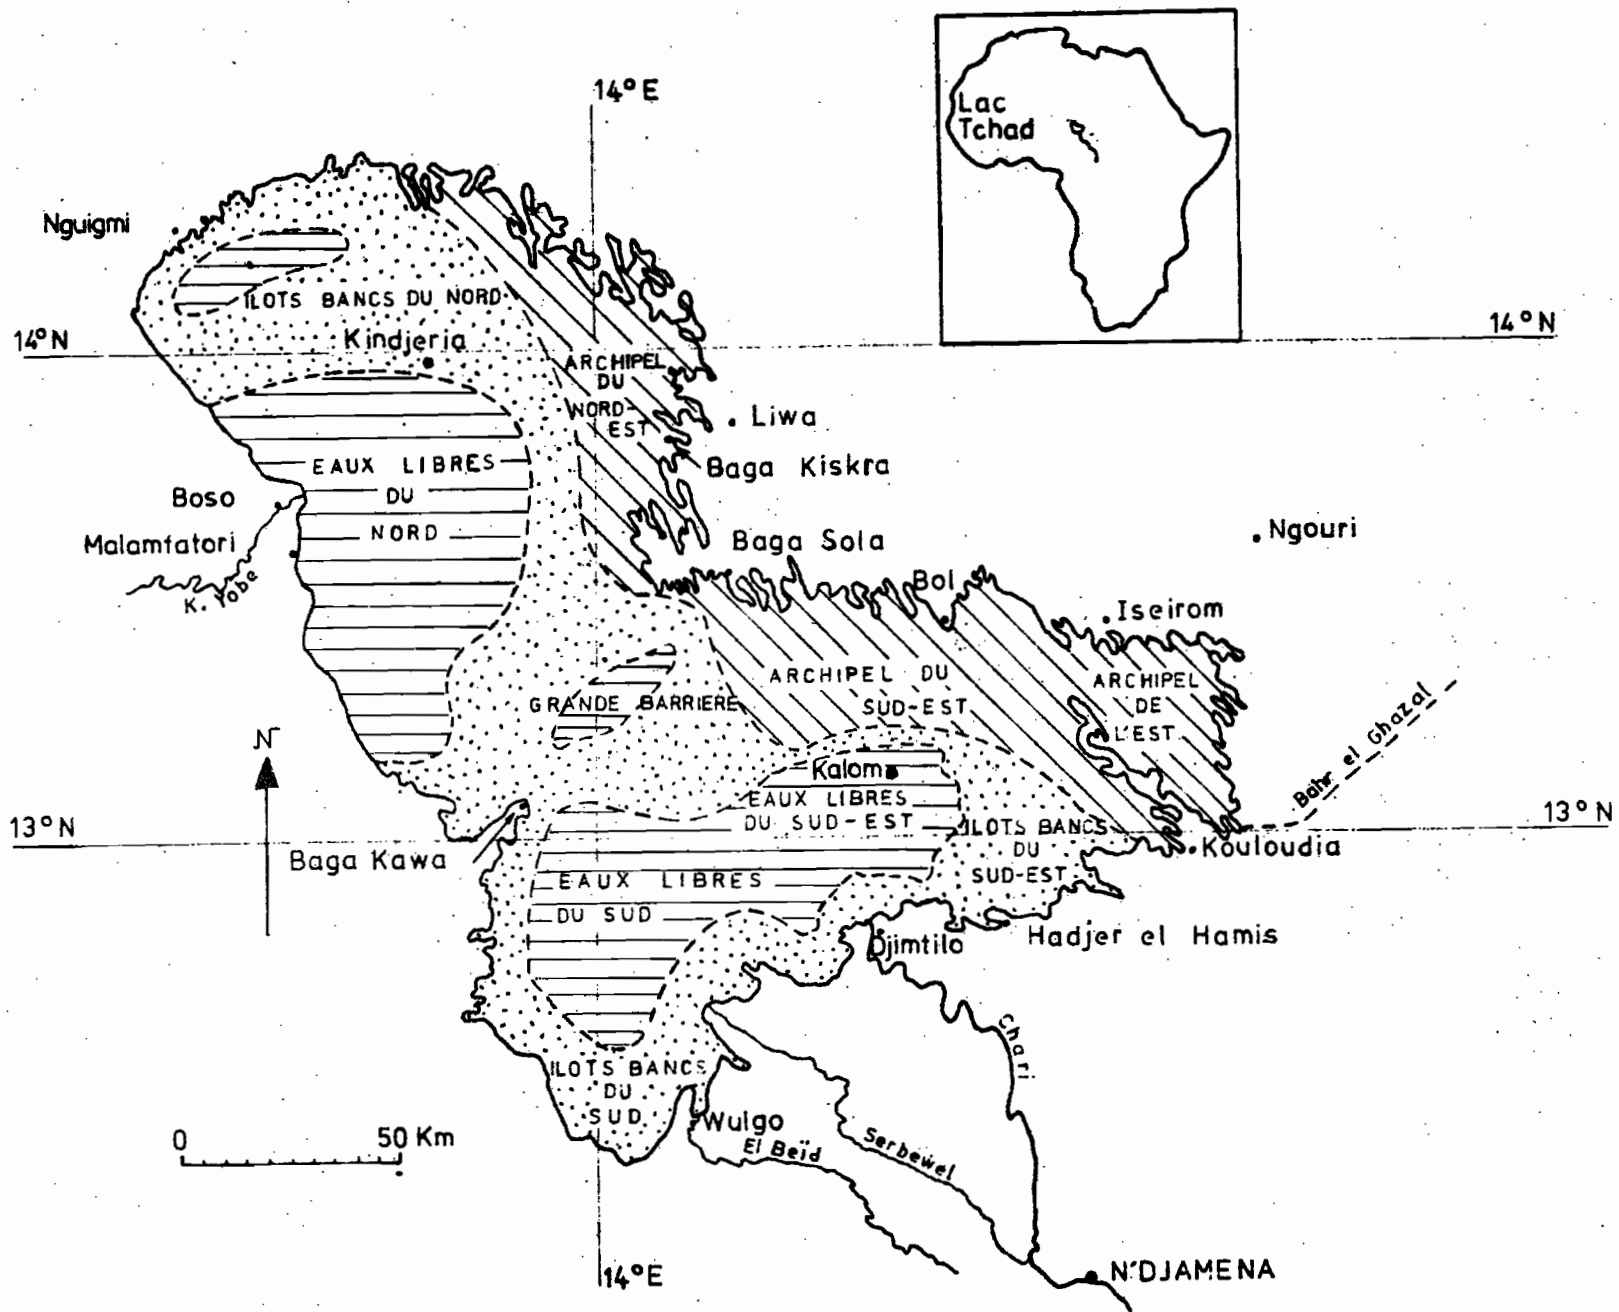 14° E
Lac
Tchad
Nguigmi
ILOTS BANCS DU NORD
14° N
14° N
Kindjeria
ARCHIPEL
DU
NORD-
EST
Liwa
Baga Kiskra
EAUX LIBRES
DU
NORD
Boso
Malamfatori
K. Yobe
Baga Sola
Ngouri
Bol
Iseirom
ARCHIPEL DU
SUD-EST
ARCHIPEL
DE
L'EST
GRANDE BARRIERE
Bahr el Ghazal
N
Kalom
EAUX LIBRES
DU SUD-EST
13° N
13° N
ILOTS BANCS
DU
SUD-EST
Kouloudia
Baga Kawa
EAUX LIBRES
DU SUD
Djimtilo
Hadjer el Hamis
Chari
ILOTS BANCS
DU
SUD
Wulgo
El Beïd
Serbewel
0 50 Km
14° E
N'DJAMENA